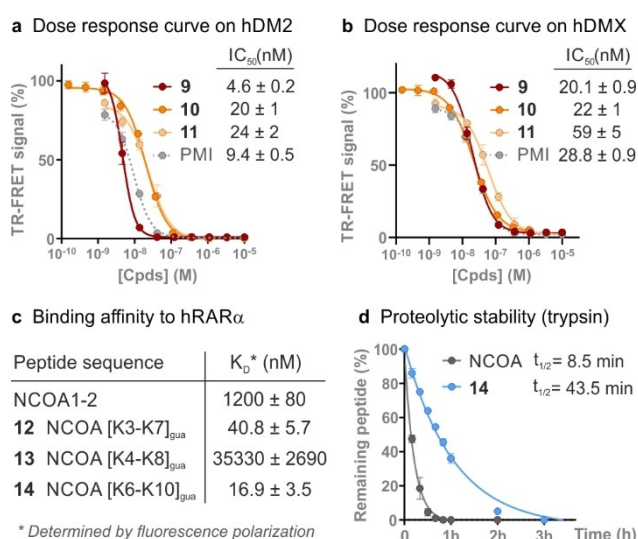 a Dose response curve on hDM2
IC50(nM)
9 4.6 ± 0.2
10 20 ± 1
11 24 ± 2
PMI 9.4 ± 0.5
TR-FRET signal (%)
100
50
0
10-10 10-9 10-8 10-7 10-6 10-5
[Cpds] (M)
b Dose response curve on hDMX
IC50(nM)
9 20.1 ± 0.9
10 22 ± 1
11 59 ± 5
PMI 28.8 ± 0.9
TR-FRET signal (%)
100
50
0
10-10 10-9 10-8 10-7 10-6 10-5
[Cpds] (M)
c Binding affinity to hRARα
Peptide sequence KD* (nM)
NCOA1-2 1200 ± 80
12 NCOA [K3-K7]gua 40.8 ± 5.7
13 NCOA [K4-K8]gua 35330 ± 2690
14 NCOA [K6-K10]gua 16.9 ± 3.5
* Determined by fluorescence polarization
d Proteolytic stability (trypsin)
NCOA t1/2= 8.5 min
14 t1/2= 43.5 min
Remaining peptide (%)
100
80
60
40
20
0
0 1h 2h 3h Time (h)